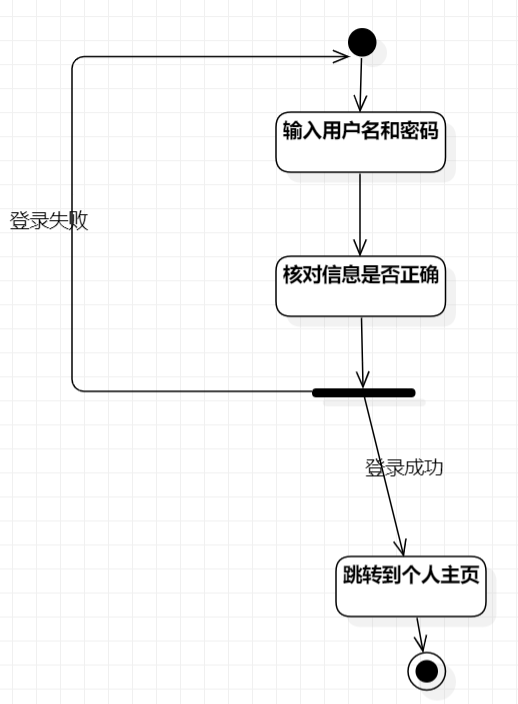 输入用户名和密码
登录失败
核对信息是否正确
登录成功
跳转到个人主页